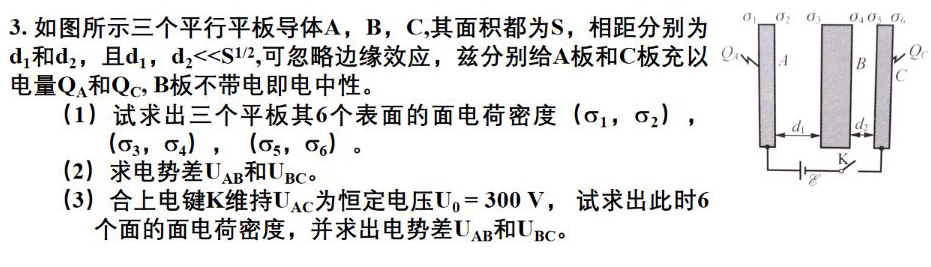 3. 如图所示三个平行平板导体A，B，C,其面积都为S，相距分别为
d₁和d₂，且d₁，d₂<<S¹/²,可忽略边缘效应，兹分别给A板和C板充以
电量Q_A和Q_C, B板不带电即电中性。
（1）试求出三个平板其6个表面的面电荷密度（σ₁，σ₂），
（σ₃，σ₄），（σ₅，σ₆）。
（2）求电势差U_AB和U_BC。
（3）合上电键K维持U_AC为恒定电压U₀ = 300 V， 试求出此时6
个面的面电荷密度，并求出电势差U_AB和U_BC。
σ₁ σ₂ σ₃ σ₄ σ₅ σ₆
Q_A A B C Q_C
d₁ d₂
K
ℰ